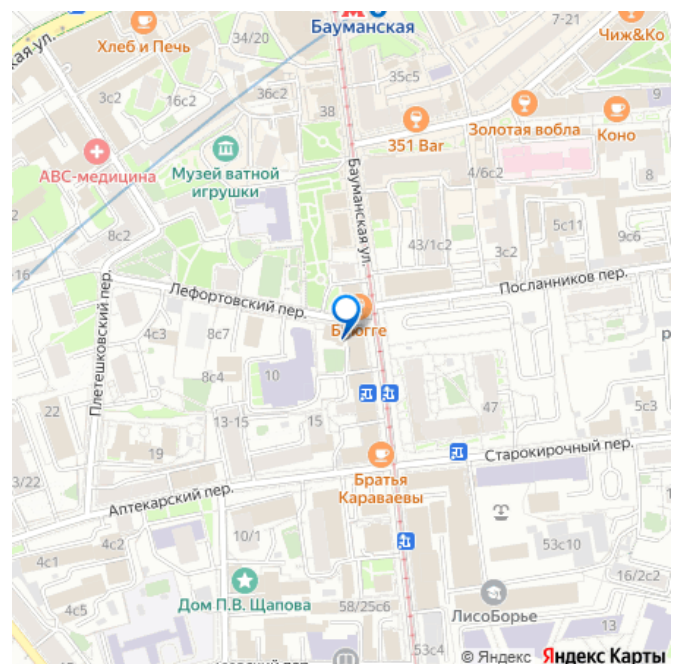 Бауманская
Хлеб и Печь
34/20
7-21
Чиж&Ко
ская ул.
35с5
3с2
16с2
36с2
38
9
351 Bar
Золотая вобла
Коно
АВС-медицина
Музей ватной
игрушки
Бауманская ул.
4/6с2
8
8с2
5с11
43/1с2
3с2
9с6
16
Плетешковский пер.
Лефортовский пер.
Посланников пер.
4с3
8с7
8с4
10
22
13-15
15
47
5с3
19
3/22
Старокирочный пер.
Братья
Караваевы
Аптекарский пер.
10/1
4с2
4с1
53с10
16/2с2
4с5
Дом П.В. Щапова
58/25с6
ЛисоБорье
13
53с4
© Яндекс Яндекс Карты